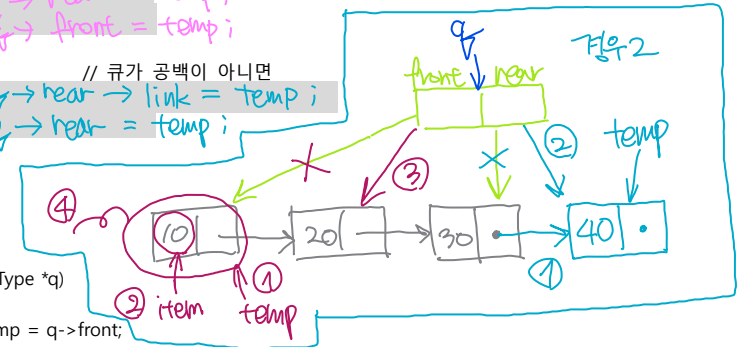 q → front = temp;
// 큐가 공백이 아니면
q → rear → link = temp;
q → rear = temp;
q
경우2
front rear
temp
②
③
④
10 20 30 40
①
①
② item temp
Type *q)
mp = q->front;